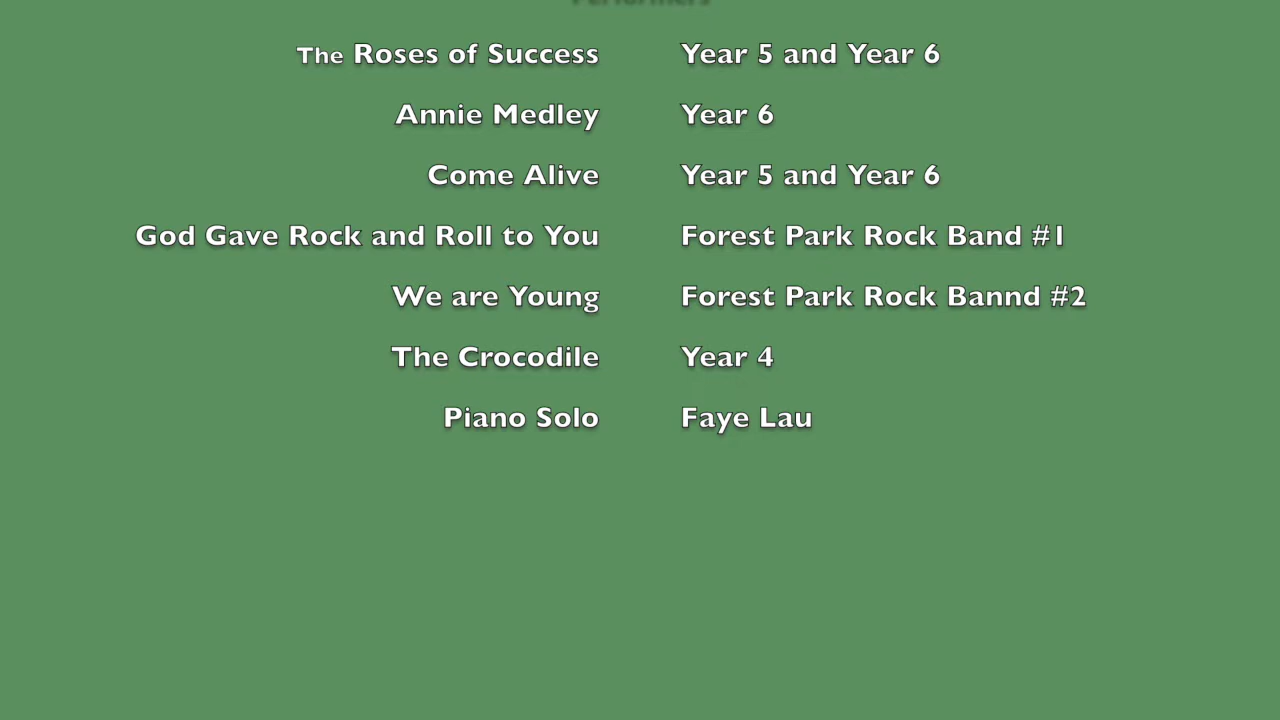 Performers
The Roses of Success Year 5 and Year 6
Annie Medley Year 6
Come Alive Year 5 and Year 6
God Gave Rock and Roll to You Forest Park Rock Band #1
We are Young Forest Park Rock Bannd #2
The Crocodile Year 4
Piano Solo Faye Lau